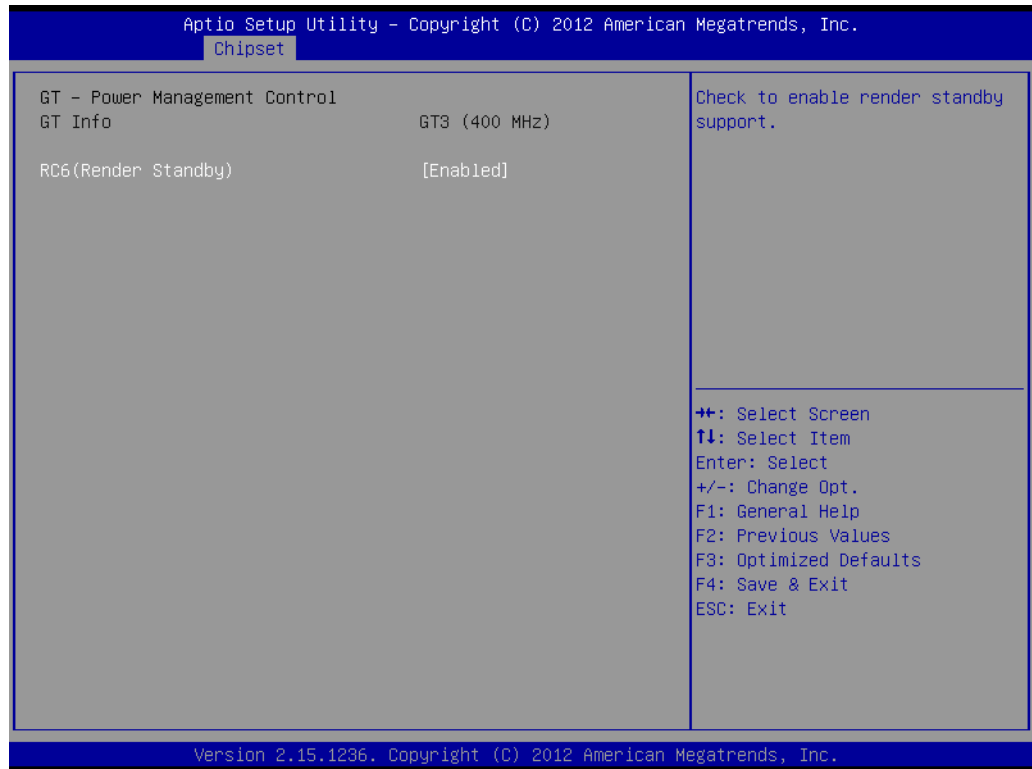 Aptio Setup Utility – Copyright (C) 2012 American Megatrends, Inc.
Chipset
GT – Power Management Control
GT Info GT3 (400 MHz)
RC6(Render Standby) [Enabled]
Check to enable render standby
support.
→←: Select Screen
↑↓: Select Item
Enter: Select
+/-: Change Opt.
F1: General Help
F2: Previous Values
F3: Optimized Defaults
F4: Save & Exit
ESC: Exit
Version 2.15.1236. Copyright (C) 2012 American Megatrends, Inc.